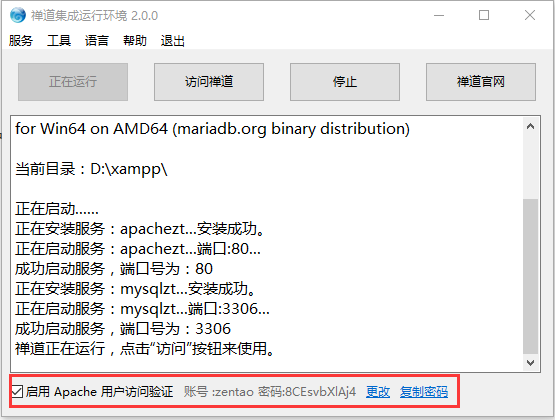 禅道集成运行环境 2.0.0
服务 工具 语言 帮助 退出
正在运行 访问禅道 停止 禅道官网
for Win64 on AMD64 (mariadb.org binary distribution)
当前目录：D:\xampp\
正在启动......
正在安装服务：apachezt...安装成功。
正在启动服务：apachezt...端口:80...
成功启动服务，端口号为：80
正在安装服务：mysqlzt...安装成功。
正在启动服务：mysqlzt...端口:3306...
成功启动服务，端口号为：3306
禅道正在运行，点击“访问”按钮来使用。
启用 Apache 用户访问验证 账号 :zentao 密码:8CEsvbXlAj4 更改 复制密码